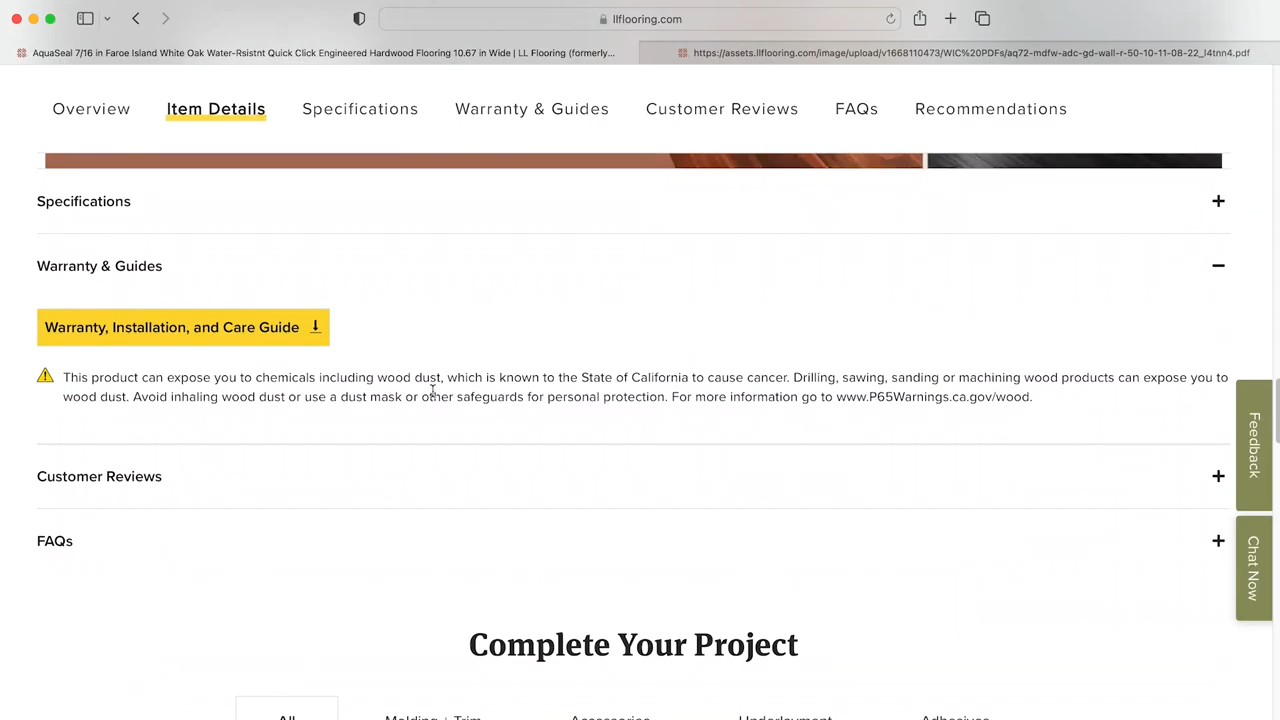 llflooring.com
AquaSeal 7/16 in Faroe Island White Oak Water-Rsistnt Quick Click Engineered Hardwood Flooring 10.67 in Wide | LL Flooring (formerly...
https://assets.llflooring.com/image/upload/v1668110473/WIC%20PDFs/aq72-mdfw-adc-gd-wall-r-50-10-11-08-22_l4tnn4.pdf
Overview Item Details Specifications Warranty & Guides Customer Reviews FAQs Recommendations
Specifications
Warranty & Guides
Warranty, Installation, and Care Guide
This product can expose you to chemicals including wood dust, which is known to the State of California to cause cancer. Drilling, sawing, sanding or machining wood products can expose you to
wood dust. Avoid inhaling wood dust or use a dust mask or other safeguards for personal protection. For more information go to www.P65Warnings.ca.gov/wood.
Feedback
Customer Reviews
Chat Now
FAQs
Complete Your Project
All Molding + Trim Accessories Underlayment Adhesives